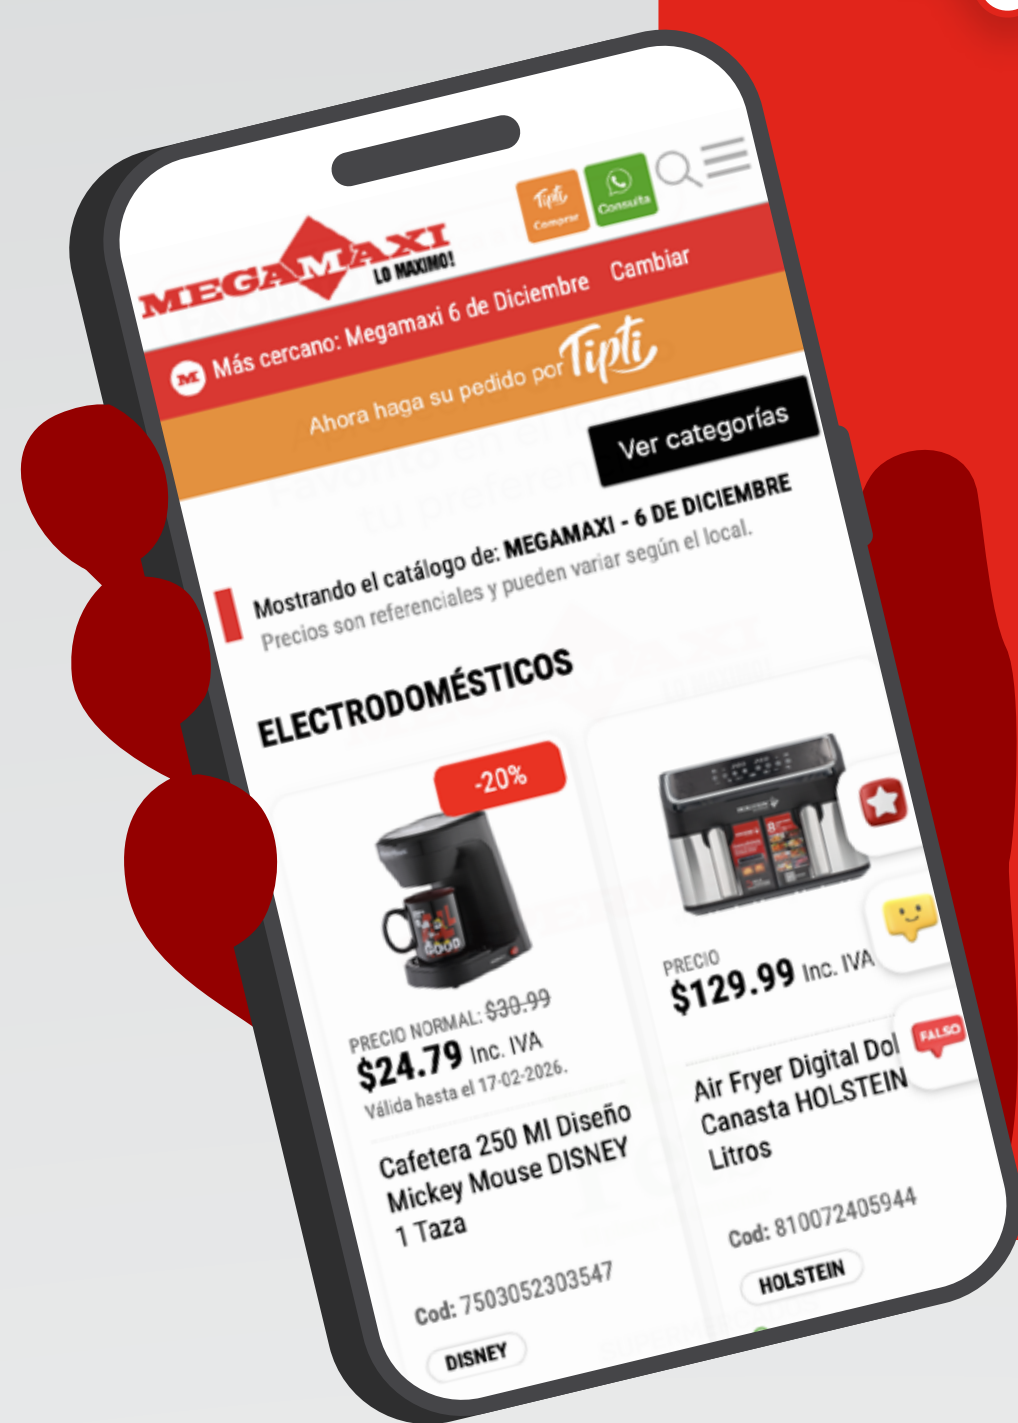 Tipti
Comprar
Consulta
MEGAMAXI
LO MAXIMO!
Más cercano: Megamaxi 6 de Diciembre Cambiar
Ahora haga su pedido por Tipti
Ver categorías
Mostrando el catálogo de: MEGAMAXI - 6 DE DICIEMBRE
Precios son referenciales y pueden variar según el local.
ELECTRODOMÉSTICOS
-20%
GOOD
PRECIO NORMAL: $30.99
$24.79 Inc. IVA
Válida hasta el 17-02-2026.
Cafetera 250 Ml Diseño
Mickey Mouse DISNEY
1 Taza
Cod: 7503052303547
DISNEY
PRECIO
$129.99 Inc. IVA
Air Fryer Digital Do
Canasta HOLSTEIN
Litros
Cod: 810072405944
HOLSTEIN
FALSO